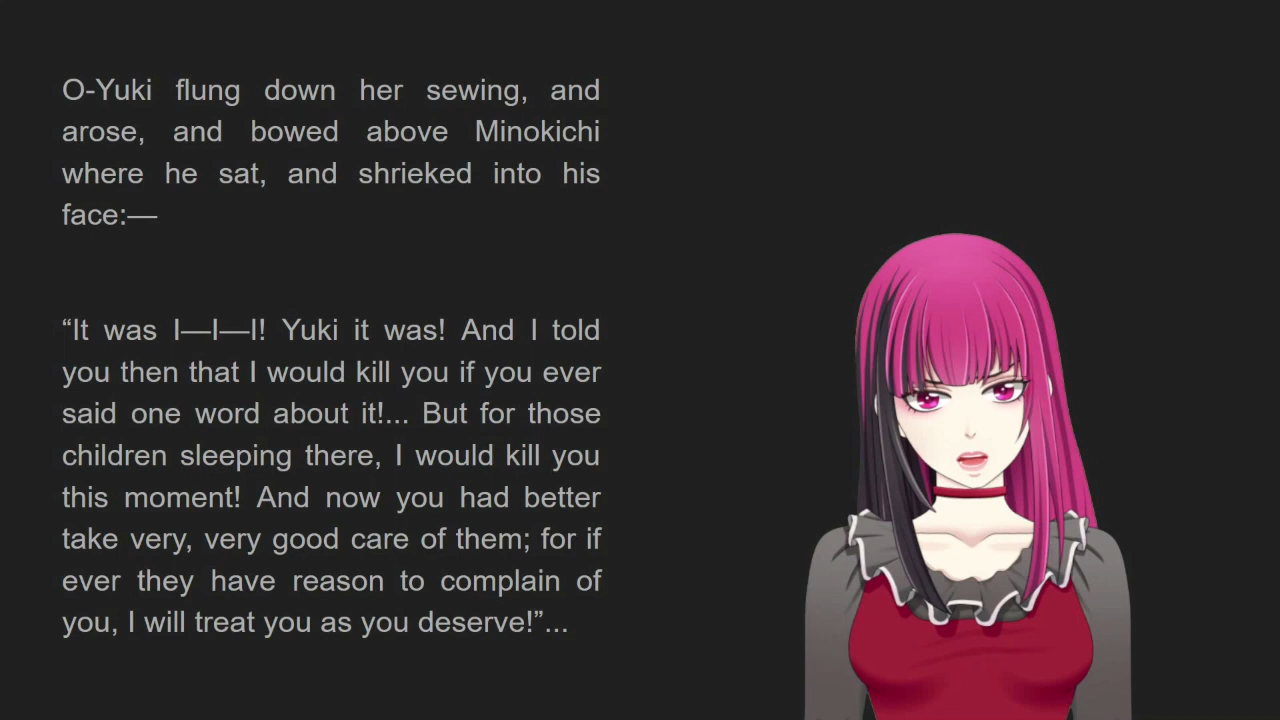 O-Yuki flung down her sewing, and
arose, and bowed above Minokichi
where he sat, and shrieked into his
face:—
“It was I—I—I! Yuki it was! And I told
you then that I would kill you if you ever
said one word about it!... But for those
children sleeping there, I would kill you
this moment! And now you had better
take very, very good care of them; for if
ever they have reason to complain of
you, I will treat you as you deserve!”...